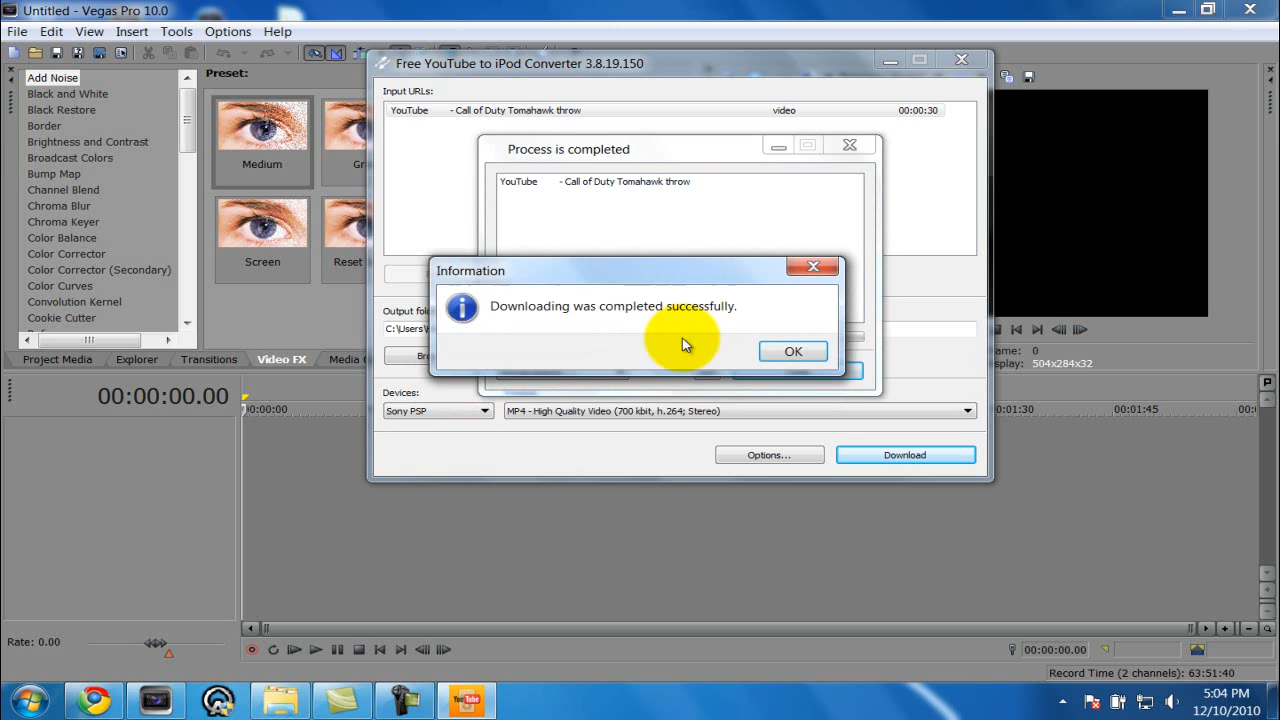 Untitled - Vegas Pro 10.0
File Edit View Insert Tools Options Help
Add Noise
Black and White
Black Restore
Border
Brightness and Contrast
Broadcast Colors
Bump Map
Channel Blend
Chroma Blur
Chroma Keyer
Color Balance
Color Corrector
Color Corrector (Secondary)
Color Curves
Convolution Kernel
Cookie Cutter
Preset:
Medium
Screen
Reset
Project Media Explorer Transitions Video FX Media
Free YouTube to iPod Converter 3.8.19.150
Input URLs:
YouTube - Call of Duty Tomahawk throw video 00:00:30
Process is completed
YouTube - Call of Duty Tomahawk throw
Information
Downloading was completed successfully.
OK
Output
C:\Users\
Devices:
Sony PSP MP4 - High Quality Video (700 kbit, h.264; Stereo)
Options... Download
0
504x284x32
00:00:00.00
00:00:00 00:01:45
Rate: 0.00
00:00:00.00
Record Time (2 channels): 63:51:40
You Tube
5:04 PM
12/10/2010